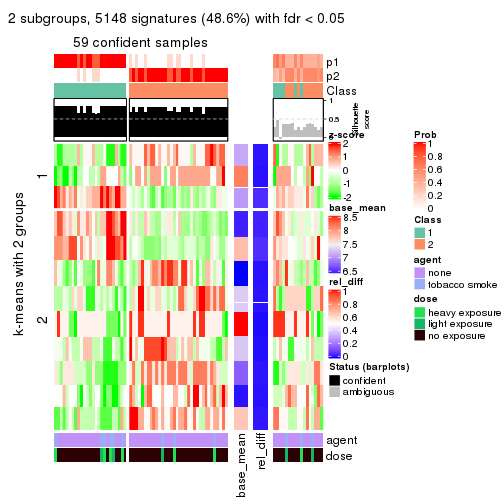 2 subgroups, 5148 signatures (48.6%) with fdr < 0.05
59 confident samples
p1
p2
Class
1
0.5
0
Silhouette
score
k-means with 2 groups
1
2
z-score
2
1
0
-1
-2
base_mean
8.5
8
7.5
7
6.5
rel_diff
1
0.8
0.6
0.4
0.2
0
Status (barplots)
confident
ambiguous
Prob
1
0.8
0.6
0.4
0.2
0
Class
1
2
agent
none
tobacco smoke
dose
heavy exposure
light exposure
no exposure
agent
dose
base_mean
rel_diff